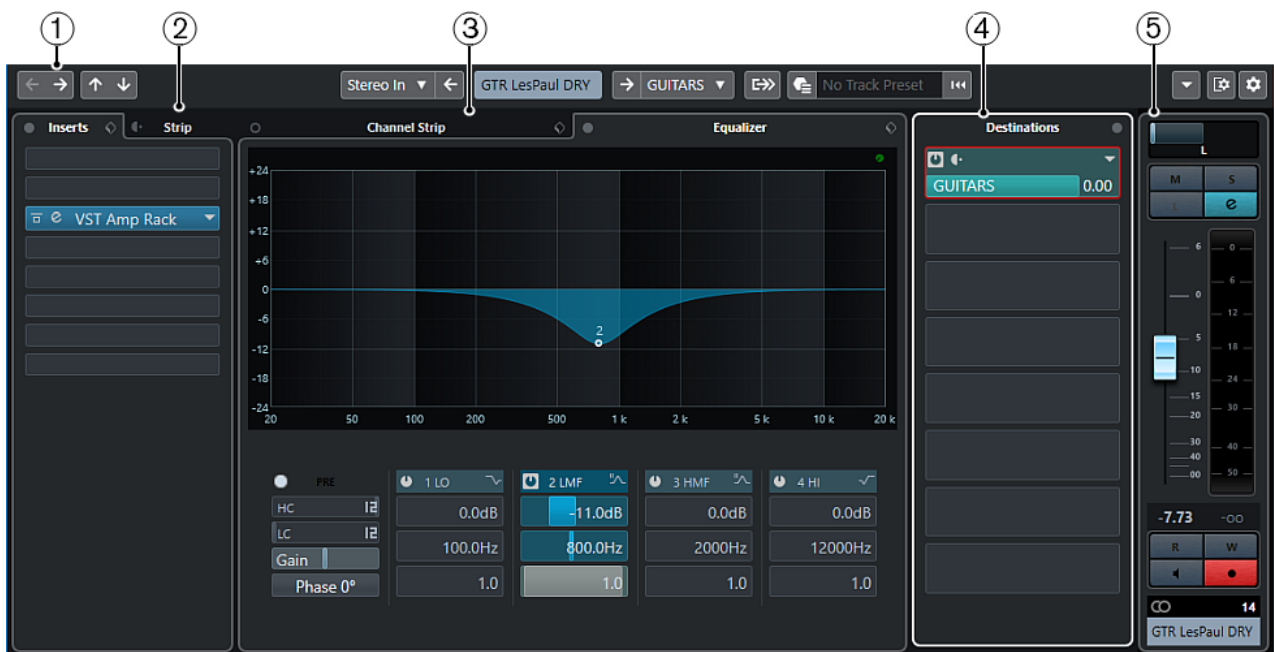 1 2 3 4 5
Stereo In GTR LesPaul DRY GUITARS No Track Preset
Inserts Strip Channel Strip Equalizer Destinations
L
+24
+18
+12
+6
0
-6
-12
-18
-24
2
20 50 100 200 500 1 k 2 k 5 k 10 k 20 k
VST Amp Rack
PRE
HC 12
LC 12
Gain
Phase 0°
1 LO
0.0dB
100.0Hz
1.0
2 LMF
-11.0dB
800.0Hz
1.0
3 HMF
0.0dB
2000Hz
1.0
4 HI
0.0dB
12000Hz
1.0
GUITARS 0.00
M S
L e
6
0
5
10
15
20
30
40
00
0
6
12
18
24
30
40
50
-7.73 -oo
R W
14
GTR LesPaul DRY